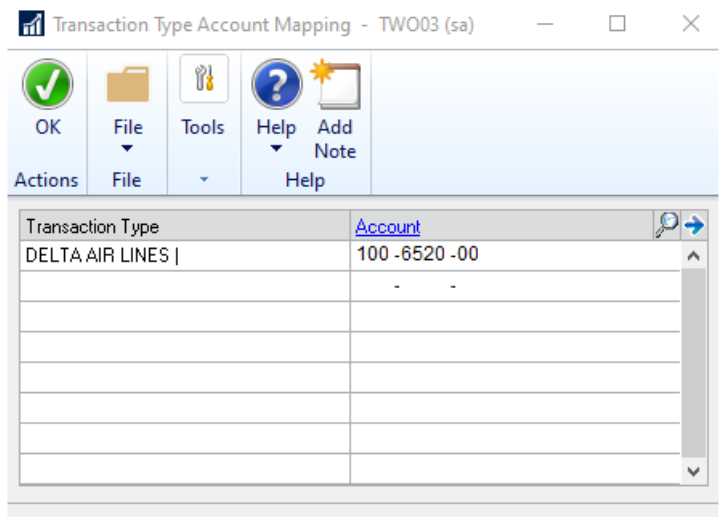 Transaction Type Account Mapping - TWO03 (sa)
OK File Tools Help Add Note
Actions File Help
Transaction Type Account
DELTA AIR LINES | 100 -6520 -00
- -